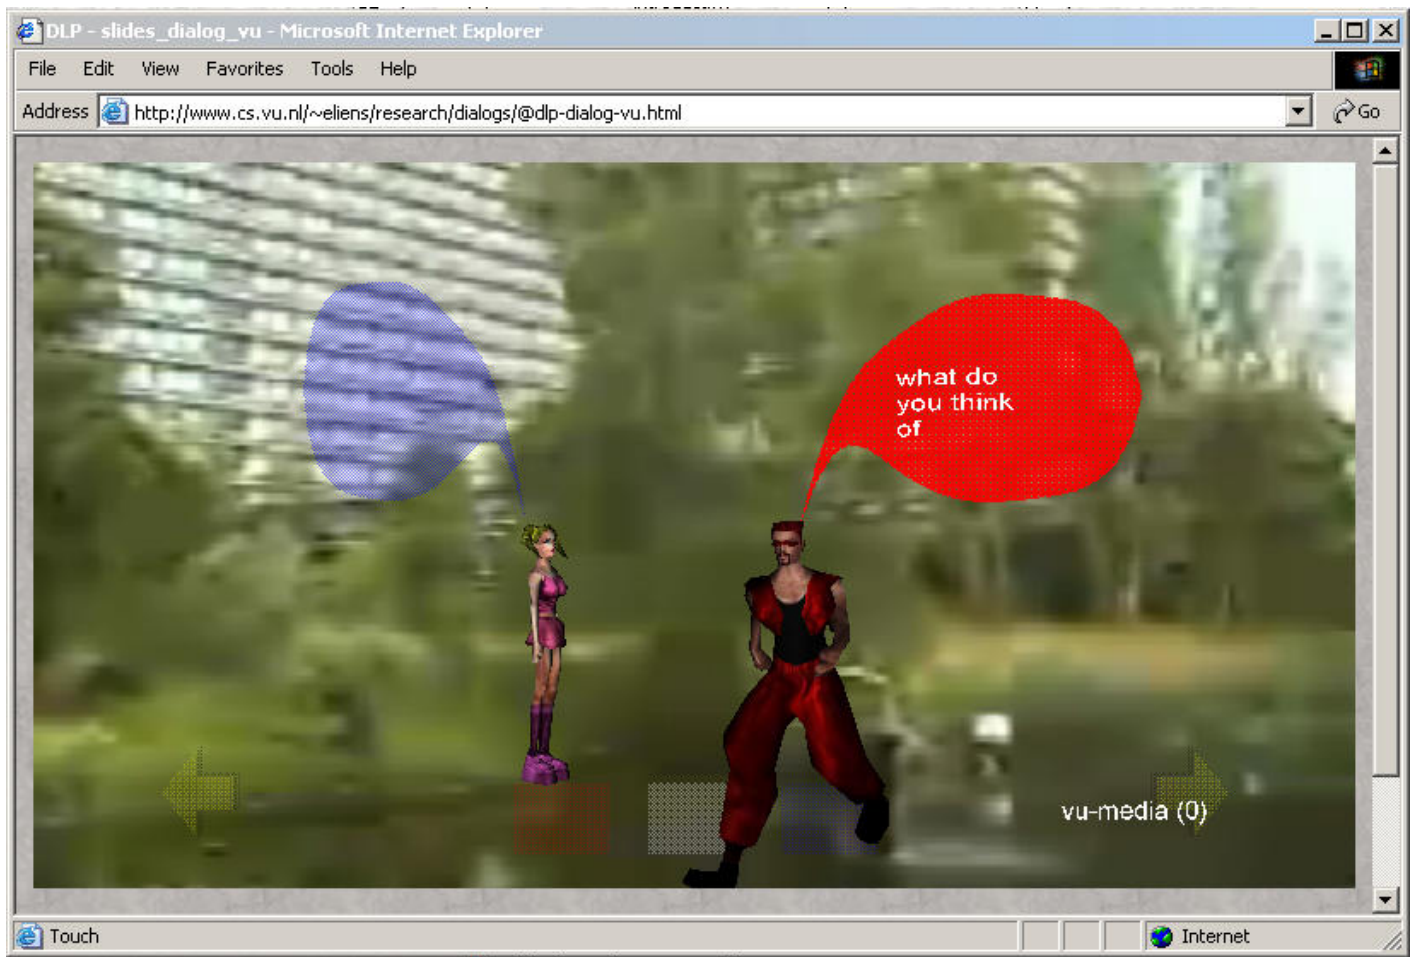 DLP - slides_dialog_vu - Microsoft Internet Explorer
File Edit View Favorites Tools Help
Address http://www.cs.vu.nl/~eliens/research/dialogs/@dlp-dialog-vu.html Go
what do
you think
of
vu-media (0)
Touch Internet